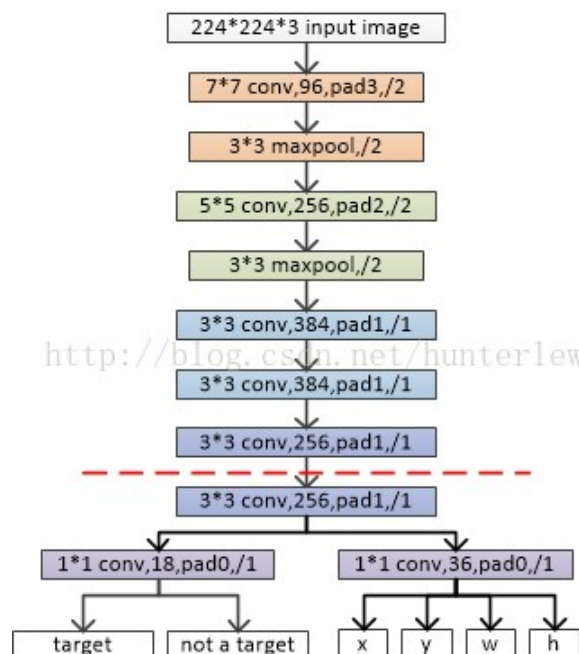 224*224*3 input image
7*7 conv,96,pad3,/2
3*3 maxpool,/2
5*5 conv,256,pad2,/2
3*3 maxpool,/2
3*3 conv,384,pad1,/1
http://blog.csdn.net/hunterlew
3*3 conv,384,pad1,/1
3*3 conv,256,pad1,/1
3*3 conv,256,pad1,/1
1*1 conv,18,pad0,/1 1*1 conv,36,pad0,/1
target not a target x y w h